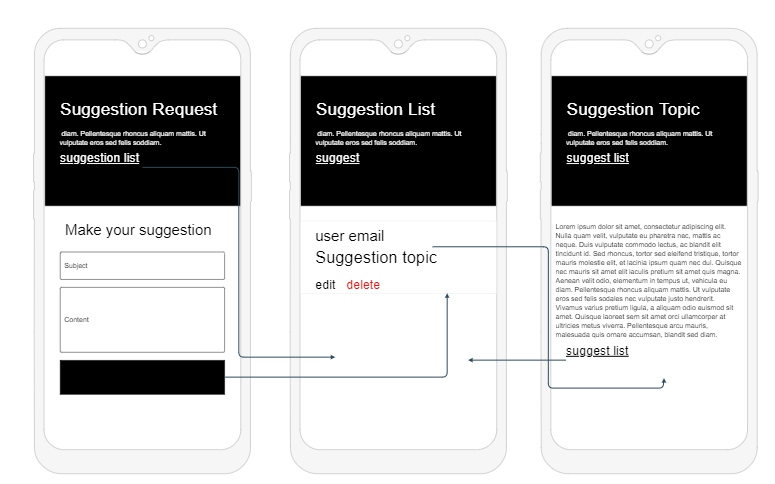 Suggestion Request
diam. Pellentesque rhoncus aliquam mattis. Ut
vulputate eros sed felis soddiam.
suggestion list
Make your suggestion
Subject
Content
Suggestion List
diam. Pellentesque rhoncus aliquam mattis. Ut
vulputate eros sed felis soddiam.
suggest
user email
Suggestion topic
edit delete
Suggestion Topic
diam. Pellentesque rhoncus aliquam mattis. Ut
vulputate eros sed felis soddiam.
suggest list
Lorem ipsum dolor sit amet, consectetur adipiscing elit.
Nulla quam velit, vulputate eu pharetra nec, mattis ac
neque. Duis vulputate commodo lectus, ac blandit elit
tincidunt id. Sed rhoncus, tortor sed eleifend tristique, tortor
mauris molestie elit, et lacinia ipsum quam nec dui. Quisque
nec mauris sit amet elit iaculis pretium sit amet quis magna.
Aenean velit odio, elementum in tempus ut, vehicula eu
diam. Pellentesque rhoncus aliquam mattis. Ut vulputate
eros sed felis sodales nec vulputate justo hendrerit.
Vivamus varius pretium ligula, a aliquam odio euismod sit
amet. Quisque laoreet sem sit amet orci ullamcorper at
ultricies metus viverra. Pellentesque arcu mauris,
malesuada quis ornare accumsan, blandit sed diam.
suggest list